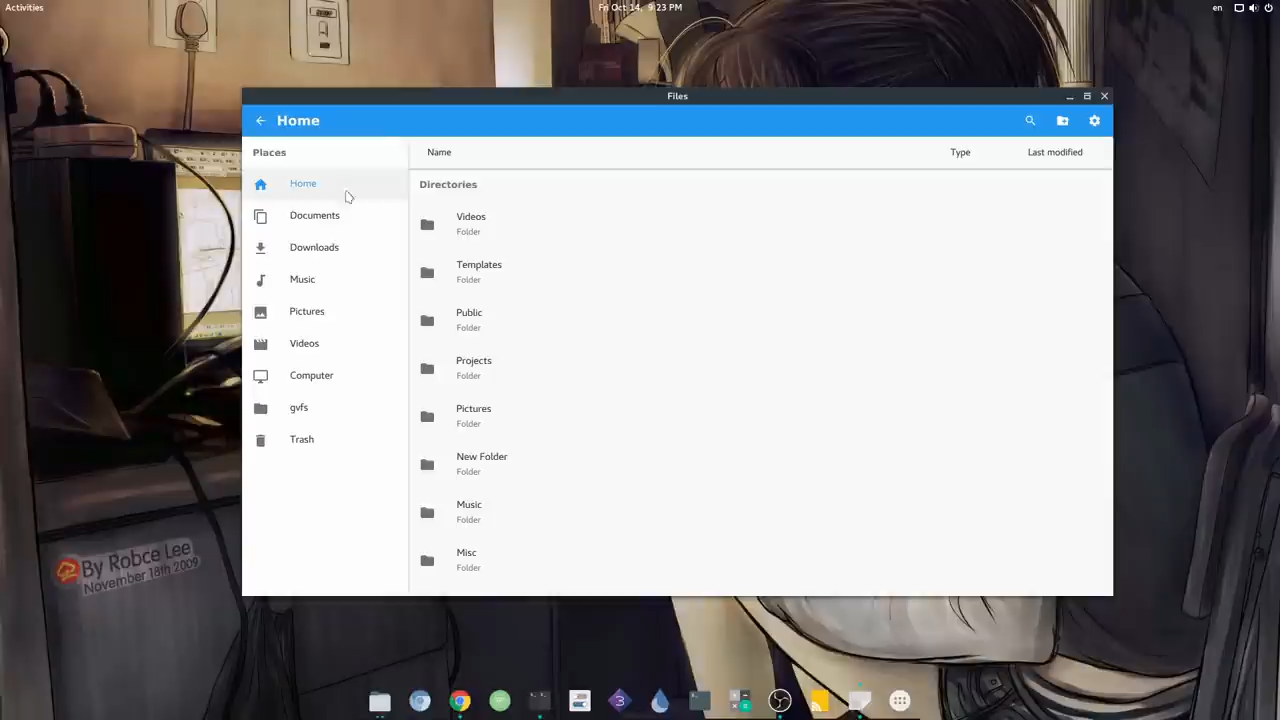 Activities
Fri Oct 14, 9:23 PM
en
Files
Home
Places
Home
Documents
Downloads
Music
Pictures
Videos
Computer
gvfs
Trash
Name
Type
Last modified
Directories
Videos
Folder
Templates
Folder
Public
Folder
Projects
Folder
Pictures
Folder
New Folder
Folder
Music
Folder
Misc
Folder
By Robce Lee
November 18th 2009
3